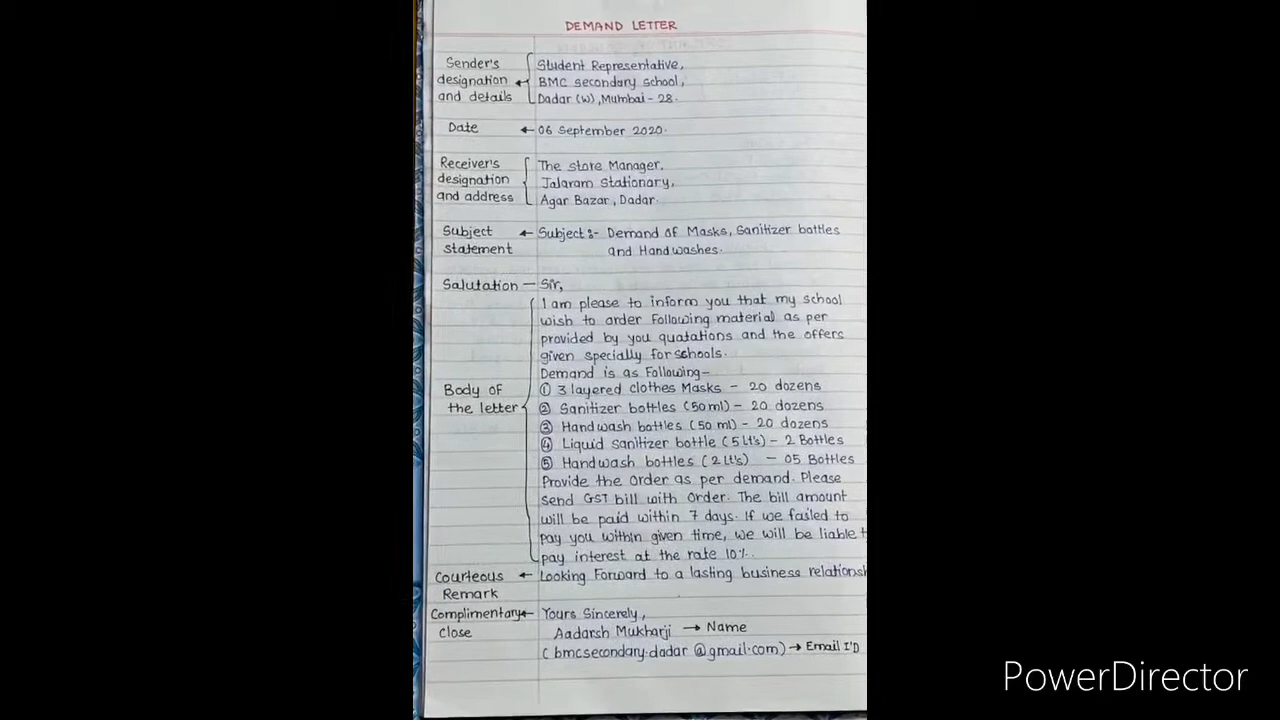 DEMAND LETTER
Sender's designation and details ← Student Representative,
BMC secondary school,
Dadar (W), Mumbai - 28.
Date ← 06 September 2020.
Receiver's designation and address The store Manager,
Jalaram Stationary,
Agar Bazar, Dadar.
Subject statement ← Subject :- Demand of Masks, Sanitizer bottles
and Handwashes.
Salutation — Sir,
Body of the letter
I am please to inform you that my school
wish to order Following material as per
provided by you quatations and the offers
given specially for schools.
Demand is as Following—
① 3 layered clothes Masks - 20 dozens
② Sanitizer bottles (50 ml) - 20 dozens
③ Handwash bottles (50 ml) - 20 dozens
④ Liquid sanitizer bottle (5 Lt's) - 2 Bottles
⑤ Handwash bottles (2 Lt's) - 05 Bottles
Provide the order as per demand. Please
send GST bill with order. The bill amount
will be paid within 7 days. If we failed to
pay you within given time, we will be liable t
pay interest at the rate 10%.
Courteous Remark ← Looking Forward to a lasting business relationsh
Complimentary close ← Yours Sincerely,
Aadarsh Mukharji → Name
(bmcsecondary.dadar@gmail.com) → Email I'D
PowerDirector